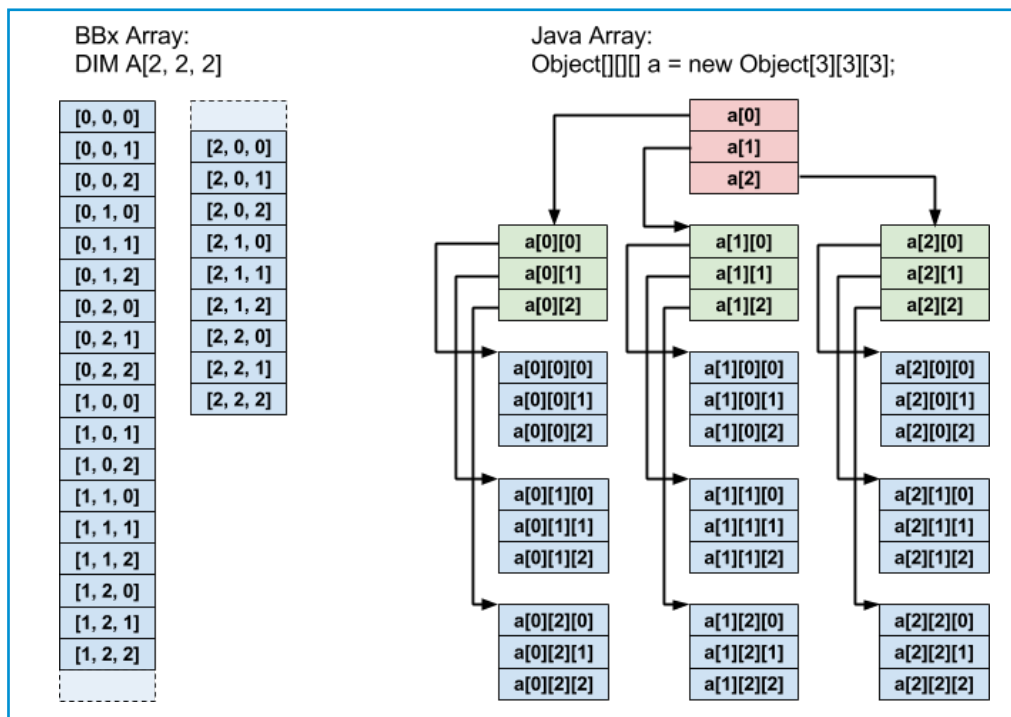 BBx Array:
DIM A[2, 2, 2]
[0, 0, 0]
[0, 0, 1]
[0, 0, 2]
[0, 1, 0]
[0, 1, 1]
[0, 1, 2]
[0, 2, 0]
[0, 2, 1]
[0, 2, 2]
[1, 0, 0]
[1, 0, 1]
[1, 0, 2]
[1, 1, 0]
[1, 1, 1]
[1, 1, 2]
[1, 2, 0]
[1, 2, 1]
[1, 2, 2]
[2, 0, 0]
[2, 0, 1]
[2, 0, 2]
[2, 1, 0]
[2, 1, 1]
[2, 1, 2]
[2, 2, 0]
[2, 2, 1]
[2, 2, 2]
Java Array:
Object[][][] a = new Object[3][3][3];
a[0]
a[1]
a[2]
a[0][0]
a[0][1]
a[0][2]
a[1][0]
a[1][1]
a[1][2]
a[2][0]
a[2][1]
a[2][2]
a[0][0][0]
a[0][0][1]
a[0][0][2]
a[1][0][0]
a[1][0][1]
a[1][0][2]
a[2][0][0]
a[2][0][1]
a[2][0][2]
a[0][1][0]
a[0][1][1]
a[0][1][2]
a[1][1][0]
a[1][1][1]
a[1][1][2]
a[2][1][0]
a[2][1][1]
a[2][1][2]
a[0][2][0]
a[0][2][1]
a[0][2][2]
a[1][2][0]
a[1][2][1]
a[1][2][2]
a[2][2][0]
a[2][2][1]
a[2][2][2]